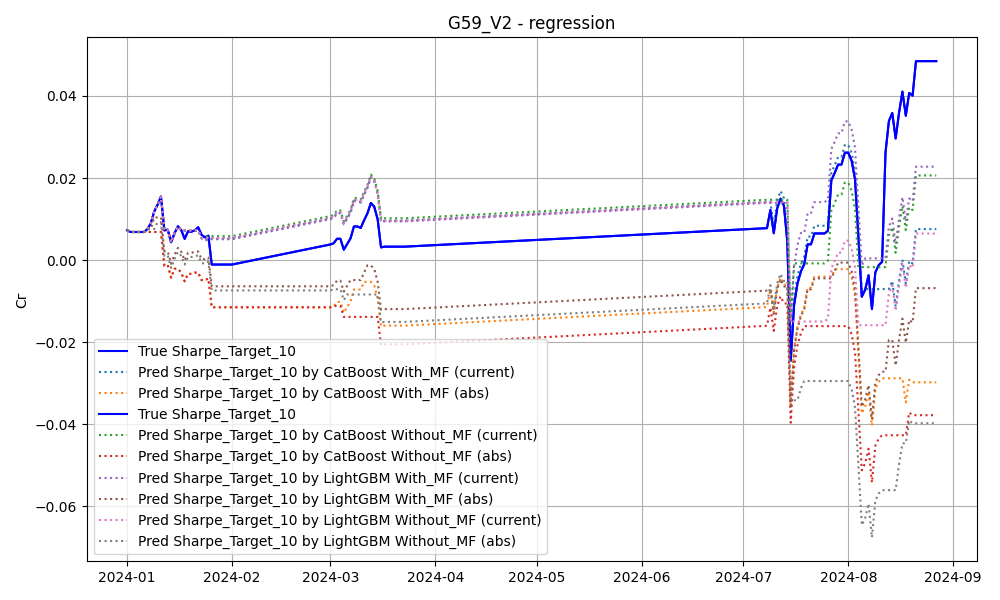 G59_V2 - regression
Cr
0.04
0.02
0.00
−0.02
−0.04
−0.06
True Sharpe_Target_10
Pred Sharpe_Target_10 by CatBoost With_MF (current)
Pred Sharpe_Target_10 by CatBoost With_MF (abs)
True Sharpe_Target_10
Pred Sharpe_Target_10 by CatBoost Without_MF (current)
Pred Sharpe_Target_10 by CatBoost Without_MF (abs)
Pred Sharpe_Target_10 by LightGBM With_MF (current)
Pred Sharpe_Target_10 by LightGBM With_MF (abs)
Pred Sharpe_Target_10 by LightGBM Without_MF (current)
Pred Sharpe_Target_10 by LightGBM Without_MF (abs)
2024-01 2024-02 2024-03 2024-04 2024-05 2024-06 2024-07 2024-08 2024-09